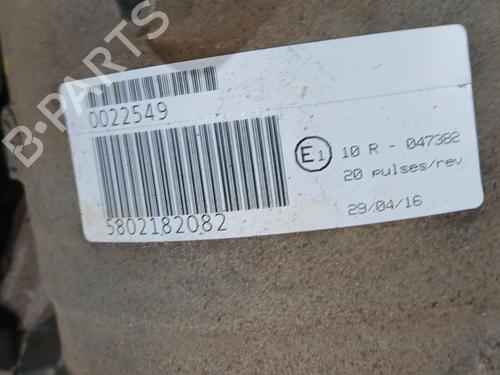 B-PARTS
0022549
5802182082
E1
10 R - 047382
20 pulses/rev
29/04/16